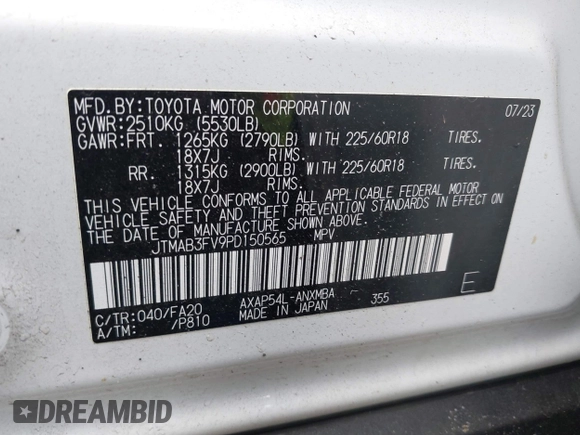 MFD.BY:TOYOTA MOTOR CORPORATION 07/23
GVWR:2510KG (5530LB)
GAWR:FRT. 1265KG (2790LB) WITH 225/60R18 TIRES.
18X7J RIMS.
RR. 1315KG (2900LB) WITH 225/60R18 TIRES.
18X7J RIMS.
THIS VEHICLE CONFORMS TO ALL APPLICABLE FEDERAL MOTOR
VEHICLE SAFETY AND THEFT PREVENTION STANDARDS IN EFFECT ON
THE DATE OF MANUFACTURE SHOWN ABOVE.
JTMAB3FV9PD150565 MPV
C/TR:040/FA20 AXAP54L-ANXMBA 355 E
A/TM: /P810 MADE IN JAPAN
DREAMBID